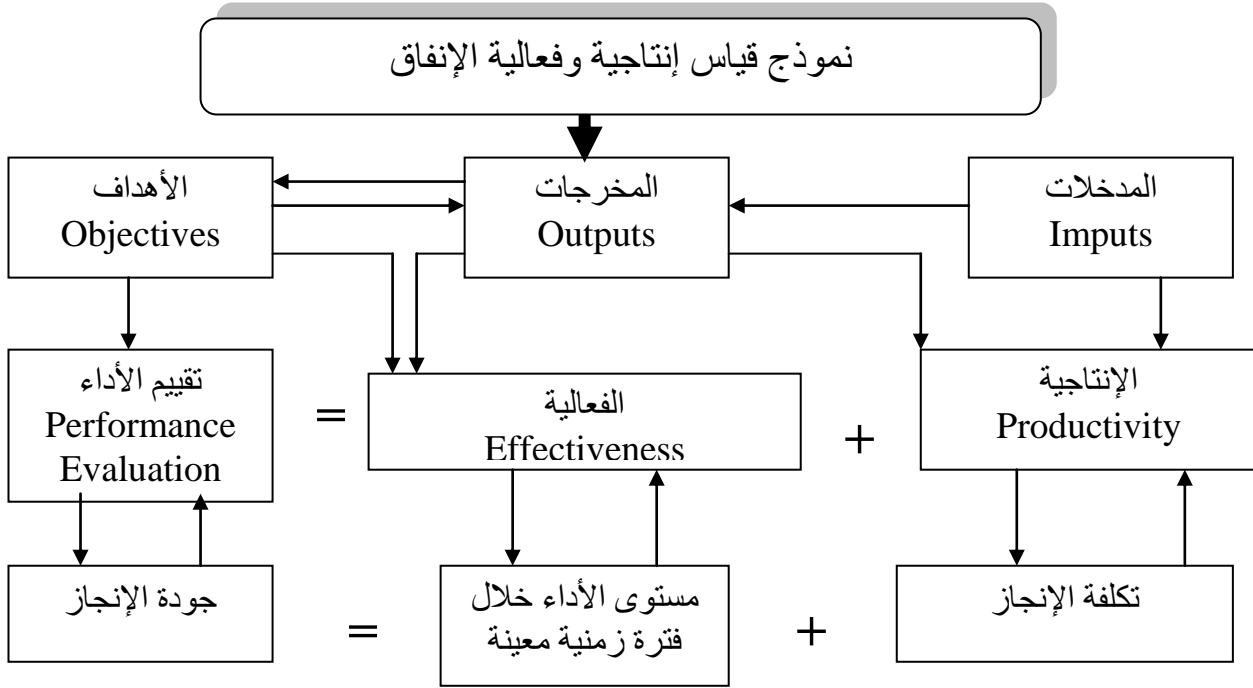 نموذج قياس إنتاجية وفعالية الإنفاق
المدخلات
Imputs
المخرجات
Outputs
الأهداف
Objectives
الإنتاجية
Productivity
+
الفعالية
Effectiveness
=
تقييم الأداء
Performance
Evaluation
تكلفة الإنجاز
+
مستوى الأداء خلال
فترة زمنية معينة
=
جودة الإنجاز